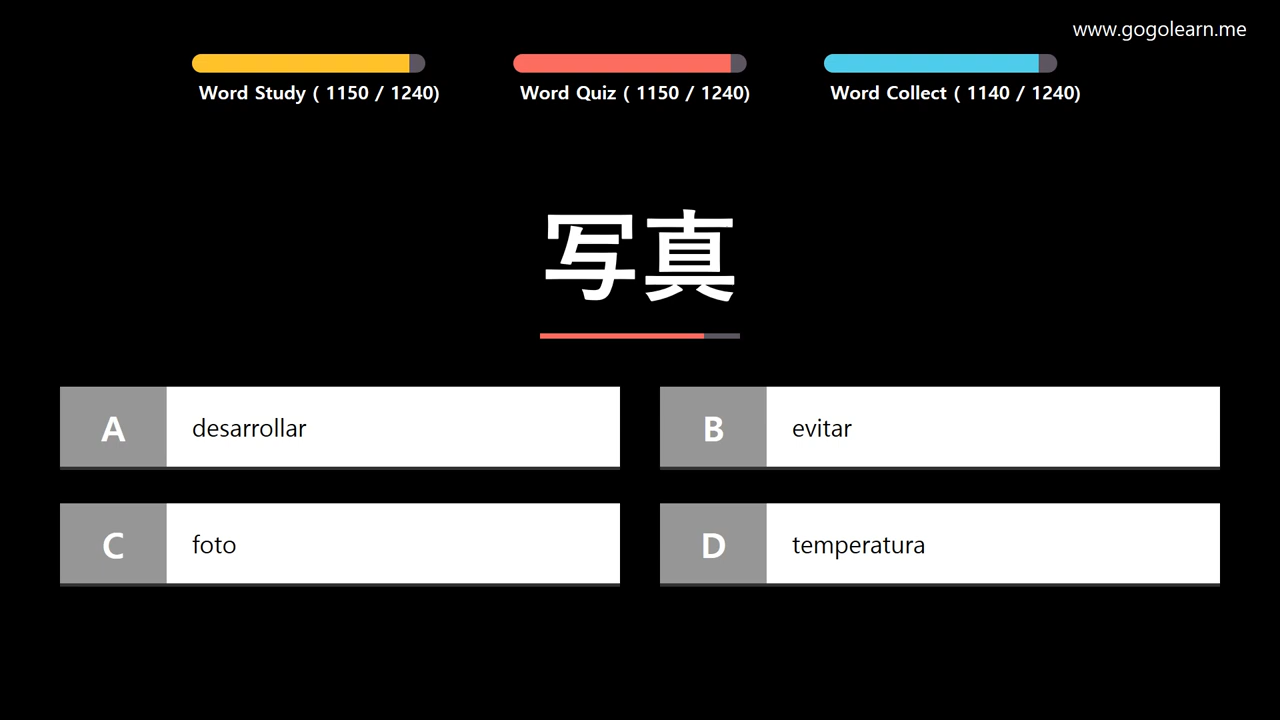 www.gogolearn.me
Word Study ( 1150 / 1240)
Word Quiz ( 1150 / 1240)
Word Collect ( 1140 / 1240)
写真
A desarrollar
B evitar
C foto
D temperatura